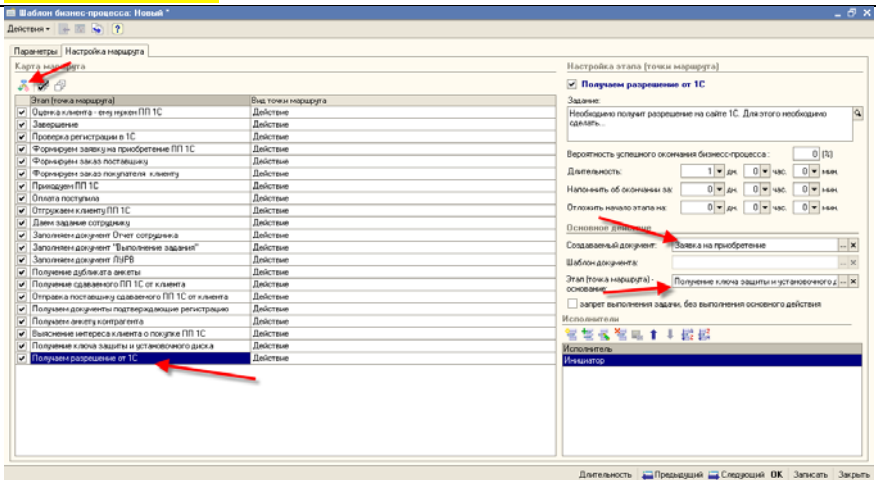 Шаблон бизнес-процесса: Новый *
Действия
Параметры Настройка маршрута
Карта маршрута
Этап (точка маршрута) Вид точки маршрута
Оценка клиента - ему нужен ПП 1С Действие
Завершение Действие
Проверка регистрации в 1С Действие
Формируем заявку на приобретение ПП 1С Действие
Формируем заказ поставщику Действие
Формируем заказ покупателя клиенту Действие
Приходуем ПП 1С Действие
Оплата поступила Действие
Отгружаем клиенту ПП 1С Действие
Даем задание сотруднику Действие
Заполняем документ Отчет сотрудника Действие
Заполняем документ "Выполнение задания" Действие
Заполняем документ ЛУРВ Действие
Получение дубликата анкеты Действие
Получение сдаваемого ПП 1С от клиента Действие
Отправка поставщику сдаваемого ПП 1С от клиента Действие
Получаем документы подтверждающие регистрацию Действие
Получаем анкету контрагента Действие
Выяснение интереса клиента о покупке ПП 1С Действие
Получение ключа защиты и установочного диска Действие
Получаем разрешение от 1С Действие
Настройка этапа (точки маршрута)
Получаем разрешение от 1С
Задание:
Необходимо получит разрешение на сайте 1С. Для этого необходимо
сделать...
Вероятность успешного окончания бизнесс-процесса : 0 (%)
Длительность: 1 дн. 0 час. 0 мин.
Напомнить об окончании за: 0 дн. 0 час. 0 мин.
Отложить начало этапа на: 0 дн. 0 час. 0 мин.
Основное действие
Создаваемый документ: Заявка на приобретение ...
Шаблон документа: ...
Этап (точка маршрута) - Получение ключа защиты и установочного д ...
основание:
запрет выполнения задачи, без выполнения основного действия
Исполнители
Исполнитель
Инициатор
Длительность Предыдущий Следующий OK Записать Закрыть